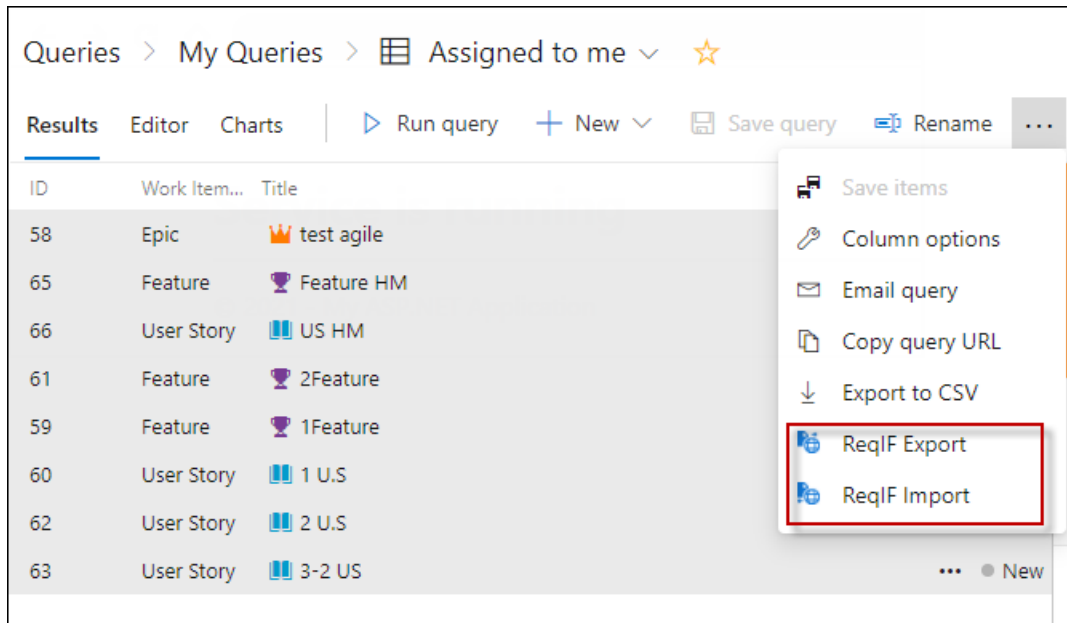 Queries > My Queries > Assigned to me
Results Editor Charts Run query New Save query Rename ...
ID Work Item... Title
Save items
58 Epic test agile
Column options
65 Feature Feature HM
Email query
66 User Story US HM
Copy query URL
61 Feature 2Feature
Export to CSV
59 Feature 1Feature
ReqIF Export
60 User Story 1 U.S
ReqIF Import
62 User Story 2 U.S
63 User Story 3-2 US ... New